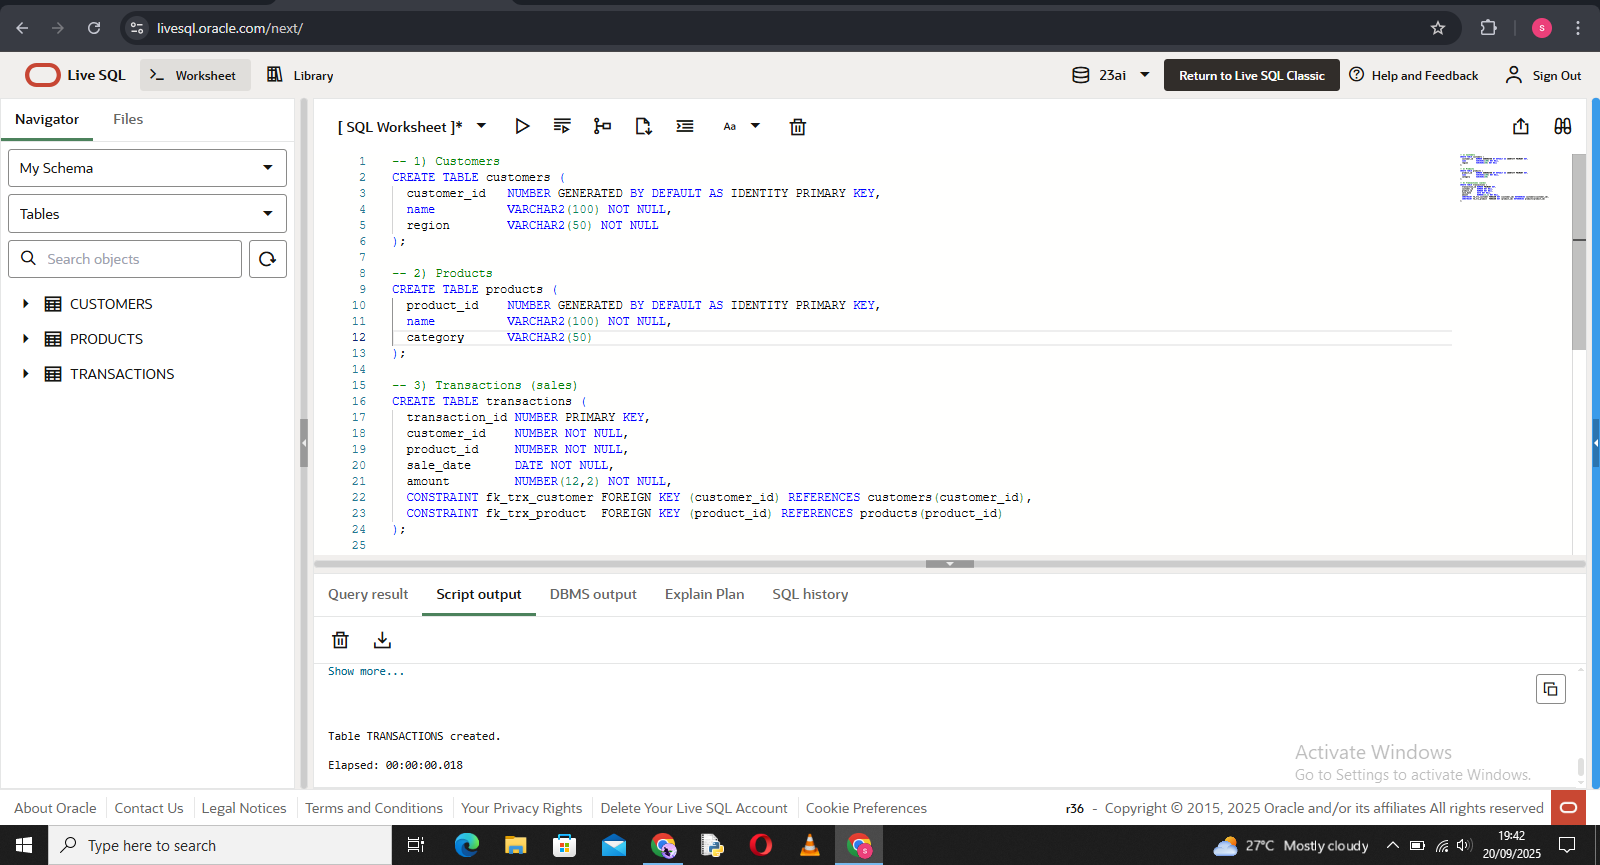 livesql.oracle.com/next/
S
Live SQL
Worksheet
Library
23ai
Return to Live SQL Classic
Help and Feedback
Sign Out
Navigator
Files
My Schema
Tables
Search objects
CUSTOMERS
PRODUCTS
TRANSACTIONS
[ SQL Worksheet ]*
Aa
1 -- 1) Customers
2 CREATE TABLE customers (
3 customer_id NUMBER GENERATED BY DEFAULT AS IDENTITY PRIMARY KEY,
4 name VARCHAR2(100) NOT NULL,
5 region VARCHAR2(50) NOT NULL
6 );
7
8 -- 2) Products
9 CREATE TABLE products (
10 product_id NUMBER GENERATED BY DEFAULT AS IDENTITY PRIMARY KEY,
11 name VARCHAR2(100) NOT NULL,
12 category VARCHAR2(50)
13 );
14
15 -- 3) Transactions (sales)
16 CREATE TABLE transactions (
17 transaction_id NUMBER PRIMARY KEY,
18 customer_id NUMBER NOT NULL,
19 product_id NUMBER NOT NULL,
20 sale_date DATE NOT NULL,
21 amount NUMBER(12,2) NOT NULL,
22 CONSTRAINT fk_trx_customer FOREIGN KEY (customer_id) REFERENCES customers(customer_id),
23 CONSTRAINT fk_trx_product FOREIGN KEY (product_id) REFERENCES products(product_id)
24 );
25
Query result
Script output
DBMS output
Explain Plan
SQL history
Show more...
Table TRANSACTIONS created.
Elapsed: 00:00:00.018
Activate Windows
Go to Settings to activate Windows.
About Oracle
Contact Us
Legal Notices
Terms and Conditions
Your Privacy Rights
Delete Your Live SQL Account
Cookie Preferences
r36 - Copyright © 2015, 2025 Oracle and/or its affiliates All rights reserved
Type here to search
27°C Mostly cloudy
19:42
20/09/2025